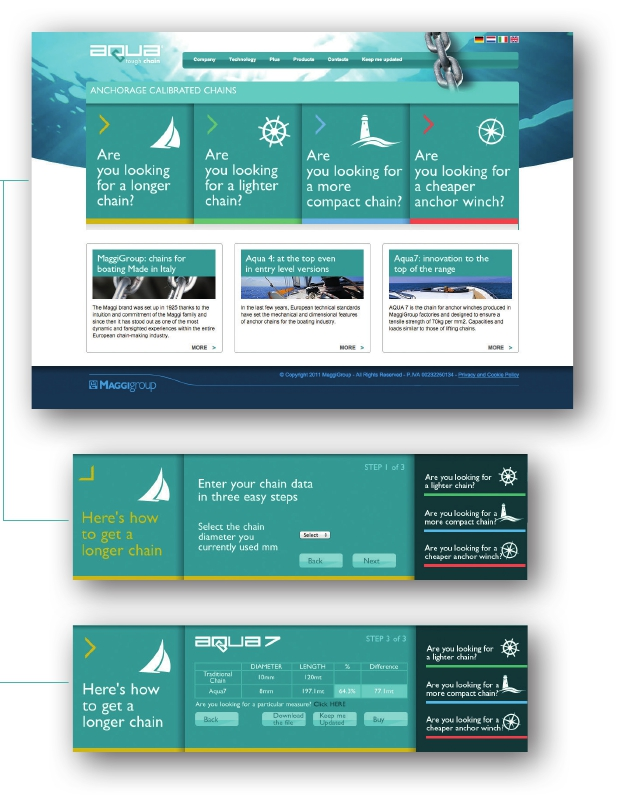 aqua
tough chain
Company Technology Plus Products Contacts Keep me updated
ANCHORAGE CALIBRATED CHAINS
Are
you looking
for a longer
chain?
Are
you looking
for a lighter
chain?
Are
you looking for
a more
compact chain?
Are
you looking for
a cheaper
anchor winch?
MaggiGroup: chains for
boating Made in Italy
The Maggi brand was set up in 1925 thanks to the
intuition and commitment of the Maggi family and
since then it has stood out as one of the most
dynamic and farsighted experiences within the entire
European chain-making industry.
MORE >
Aqua 4: at the top even
in entry level versions
In the last few years, European technical standards
have set the mechanical and dimensional features
of anchor chains for the boating industry.
MORE >
Aqua7: innovation to the
top of the range
AQUA 7 is the chain for anchor winches produced in
MaggiGroup factories and designed to ensure a
tensile strength of 70kg per mm2. Capacities and
loads similar to those of lifting chains.
MORE >
MAGGIgroup
© Copyright 2011 MaggiGroup - All Rights Reserved - P.IVA 00232260134 - Privacy and Cookie Policy
Here's how
to get a
longer chain
STEP 1 of 3
Enter your chain data
in three easy steps
Select the chain
diameter you
currently used mm
Select
Back Next
Are you looking for
a lighter chain?
Are you looking for a
more compact chain?
Are you looking for a
cheaper anchor winch?
Here's how
to get a
longer chain
aqua 7
STEP 3 of 3
DIAMETER LENGTH % Difference
Traditional
Chain 10mm 120mt
Aqua7 8mm 197.1mt 64.3% 77.1mt
Are you looking for a particular measure? Click HERE
Back
Download
the file
Keep me
Updated
Buy
Are you looking for
a lighter chain?
Are you looking for a
more compact chain?
Are you looking for a
cheaper anchor winch?